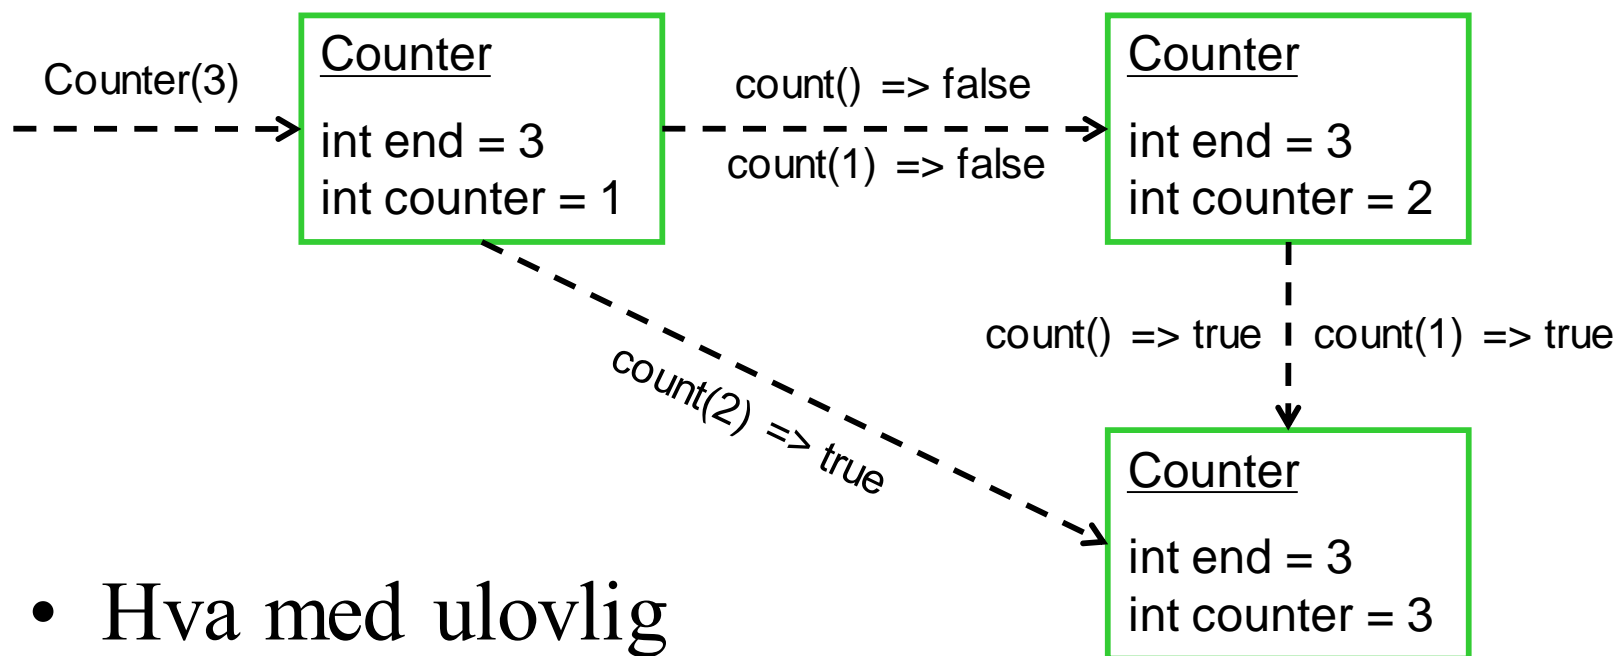 Counter(3)
Counter
int end = 3
int counter = 1
count() => false
count(1) => false
Counter
int end = 3
int counter = 2
count(2) => true
count() => true
count(1) => true
Counter
int end = 3
int counter = 3
• Hva med ulovlig